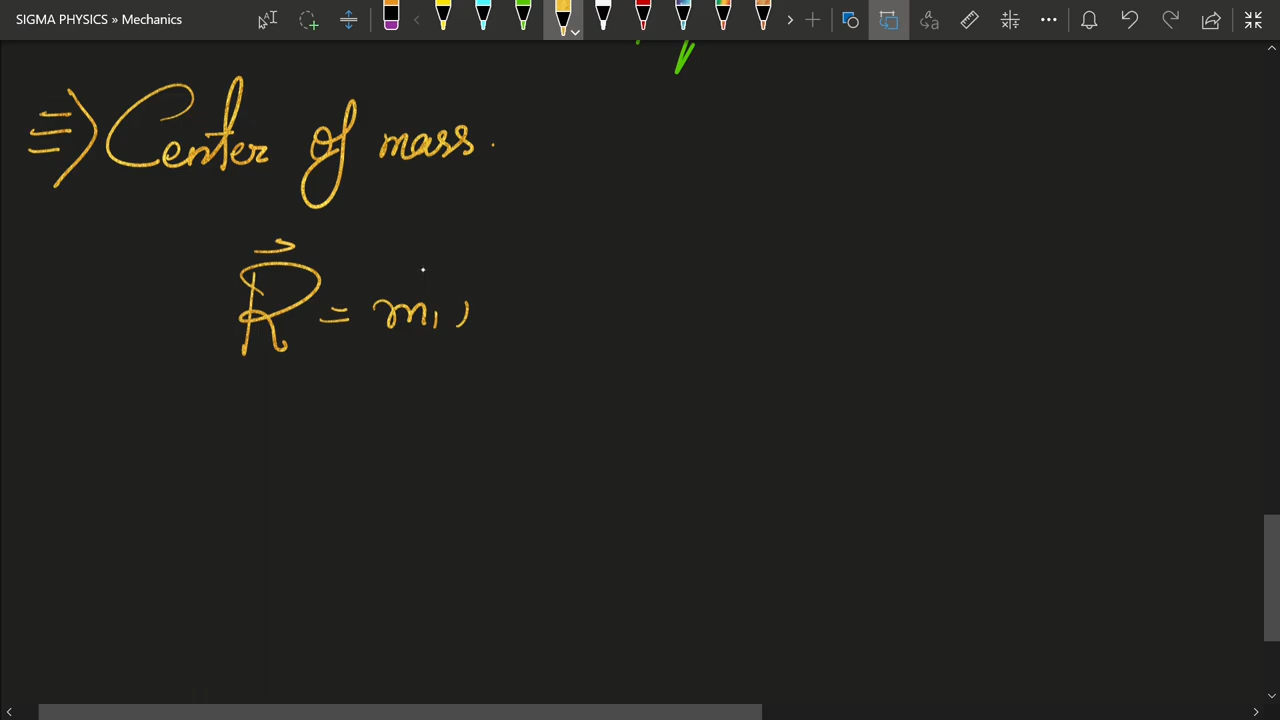 SIGMA PHYSICS » Mechanics
⇒ Center of mass.
R⃗ = m₁